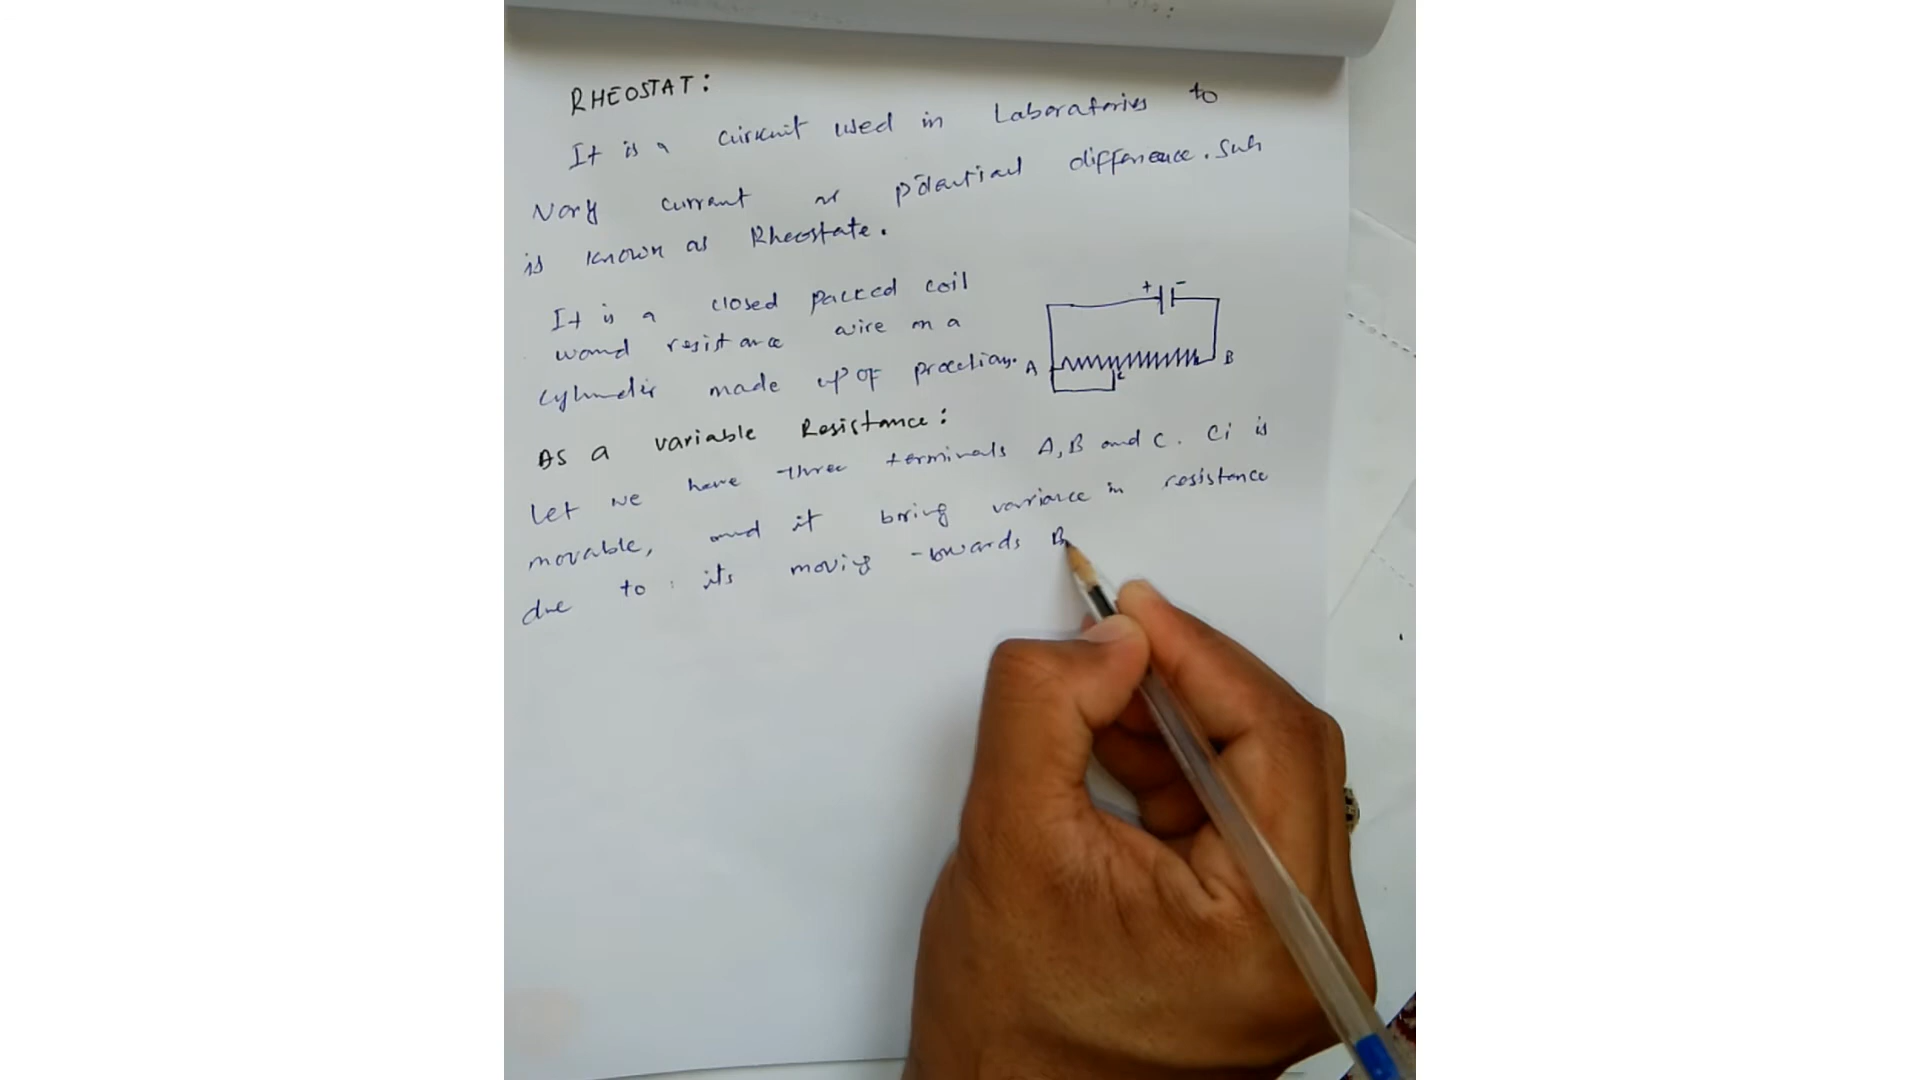 RHEOSTAT:
It is a circuit used in Laboratories to
Vary current or potential difference. Such
is known as Rheostate.
It is a closed packed coil
wound resistance wire on a
cylinder made up of procelian.
+ -
A B
C
As a variable Resistance:
Let we have three terminals A, B and C. Ci is
movable, and it bring variance in resistance
due to its moving towards B